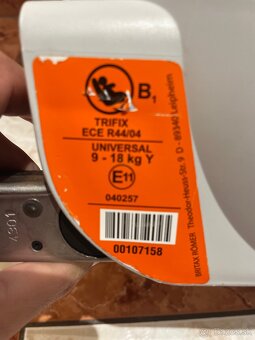 B1
TRIFIX
ECE R44/04
UNIVERSAL
9 - 18 kg Y
E11
040257
00107158
BRITAX RÖMER Theodor-Heuss-Str. 9 D - 89340 Leipheim
4301